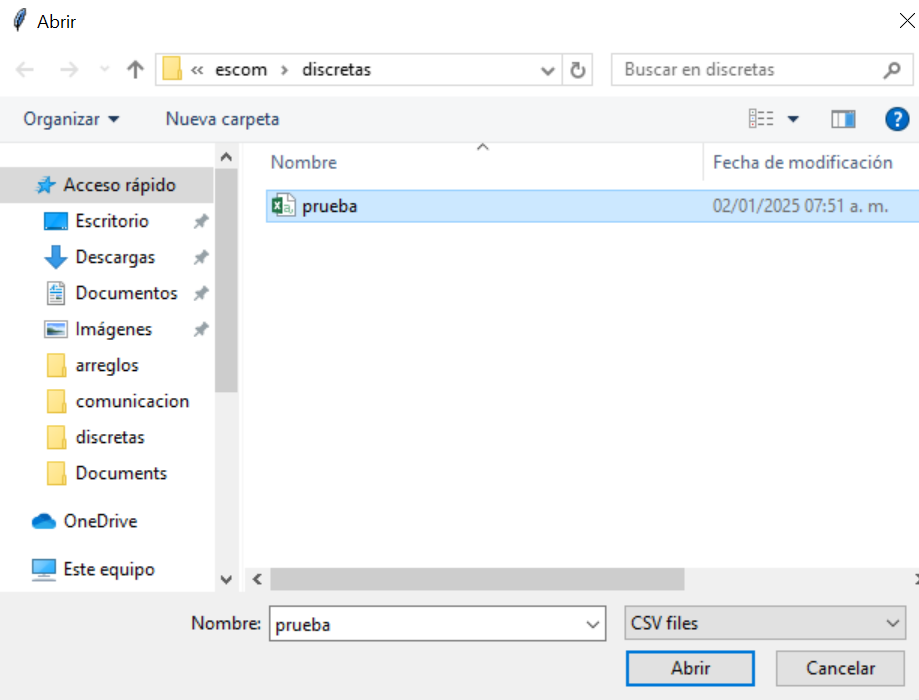 Abrir
« escom › discretas
Buscar en discretas
Organizar
Nueva carpeta
?
Nombre
Fecha de modificación
Acceso rápido
prueba
02/01/2025 07:51 a. m.
Escritorio
Descargas
Documentos
Imágenes
arreglos
comunicacion
discretas
Documents
OneDrive
Este equipo
Nombre:
prueba
CSV files
Abrir
Cancelar